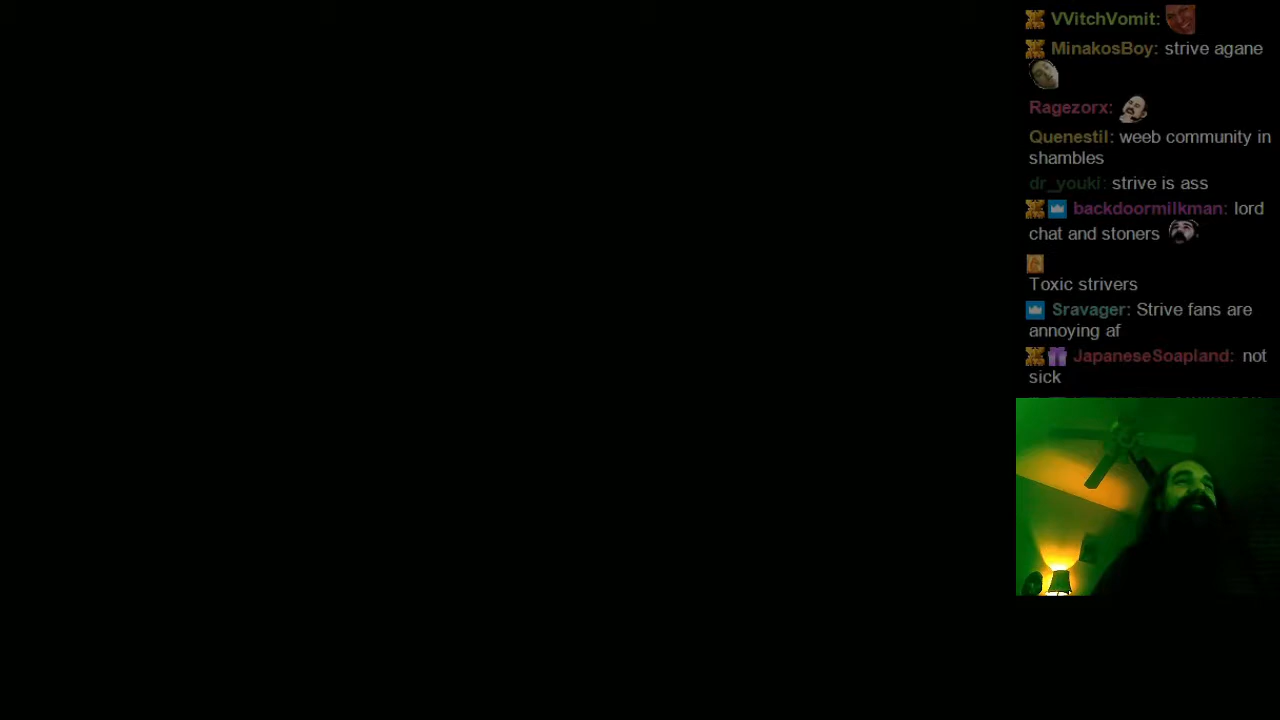 VVitchVomit:
MinakosBoy: strive agane
Ragezorx:
Quenestil: weeb community in
shambles
dr_youki: strive is ass
backdoormilkman: lord
chat and stoners
Toxic strivers
Sravager: Strive fans are
annoying af
JapaneseSoapland: not
sick